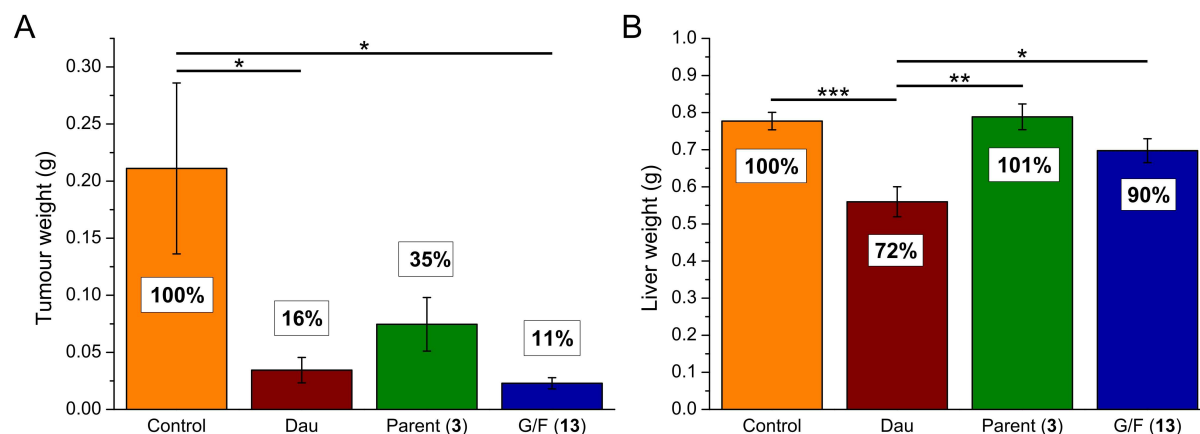 A
Tumour weight (g)
0.30
0.25
0.20
0.15
0.10
0.05
0.00
*
*
100%
16%
35%
11%
Control
Dau
Parent (3)
G/F (13)
B
Liver weight (g)
1.0
0.9
0.8
0.7
0.6
0.5
0.4
0.3
0.2
0.1
0.0
*
**
***
100%
72%
101%
90%
Control
Dau
Parent (3)
G/F (13)